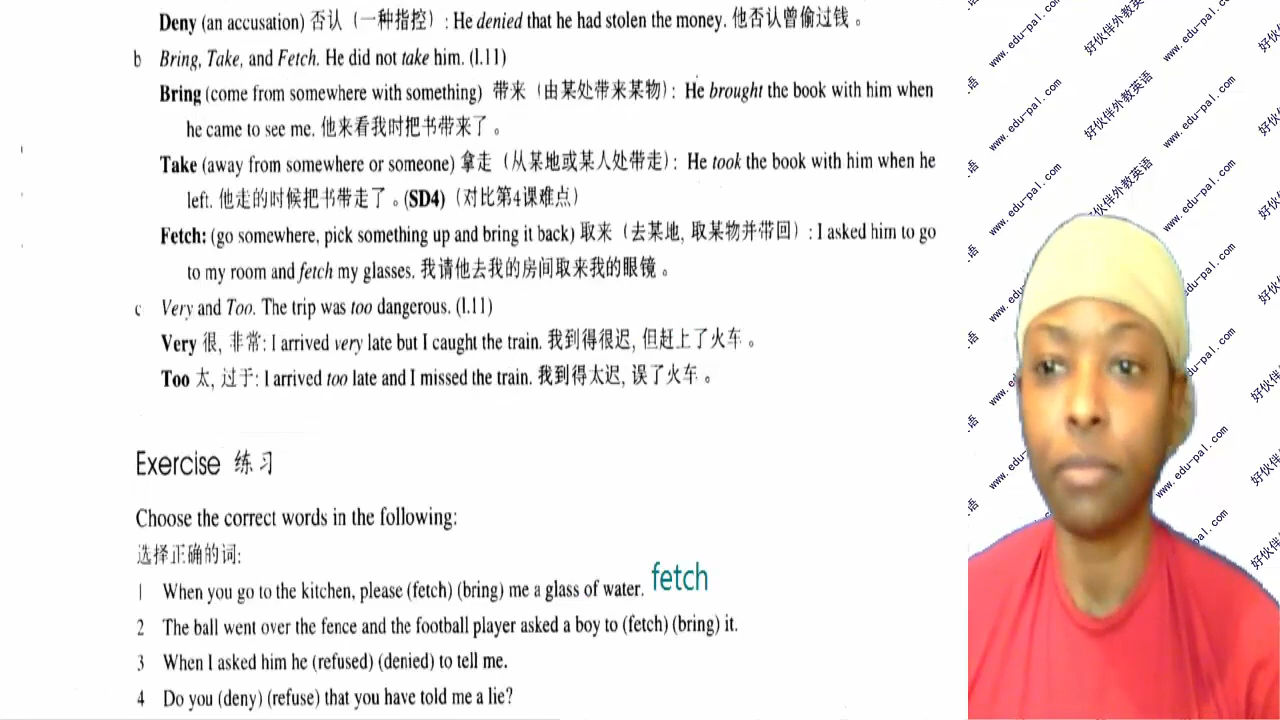 Deny (an accusation) 否认（一种指控）: He denied that he had stolen the money. 他否认曾偷过钱。
b Bring, Take, and Fetch. He did not take him. (l.11)
Bring (come from somewhere with something) 带来（由某处带来某物）: He brought the book with him when
he came to see me. 他来看我时把书带来了。
Take (away from somewhere or someone) 拿走（从某地或某人处带走）: He took the book with him when he
left. 他走的时候把书带走了。(SD4)（对比第4课难点）
Fetch: (go somewhere, pick something up and bring it back) 取来（去某地, 取某物并带回）: I asked him to go
to my room and fetch my glasses. 我请他去我的房间取来我的眼镜。
c Very and Too. The trip was too dangerous. (l.11)
Very 很, 非常: I arrived very late but I caught the train. 我到得很迟, 但赶上了火车。
Too 太, 过于: I arrived too late and I missed the train. 我到得太迟, 误了火车。
Exercise 练习
Choose the correct words in the following:
选择正确的词:
1 When you go to the kitchen, please (fetch) (bring) me a glass of water. fetch
2 The ball went over the fence and the football player asked a boy to (fetch) (bring) it.
3 When I asked him he (refused) (denied) to tell me.
4 Do you (deny) (refuse) that you have told me a lie?
www.edu-pal.com
好伙伴外教英语